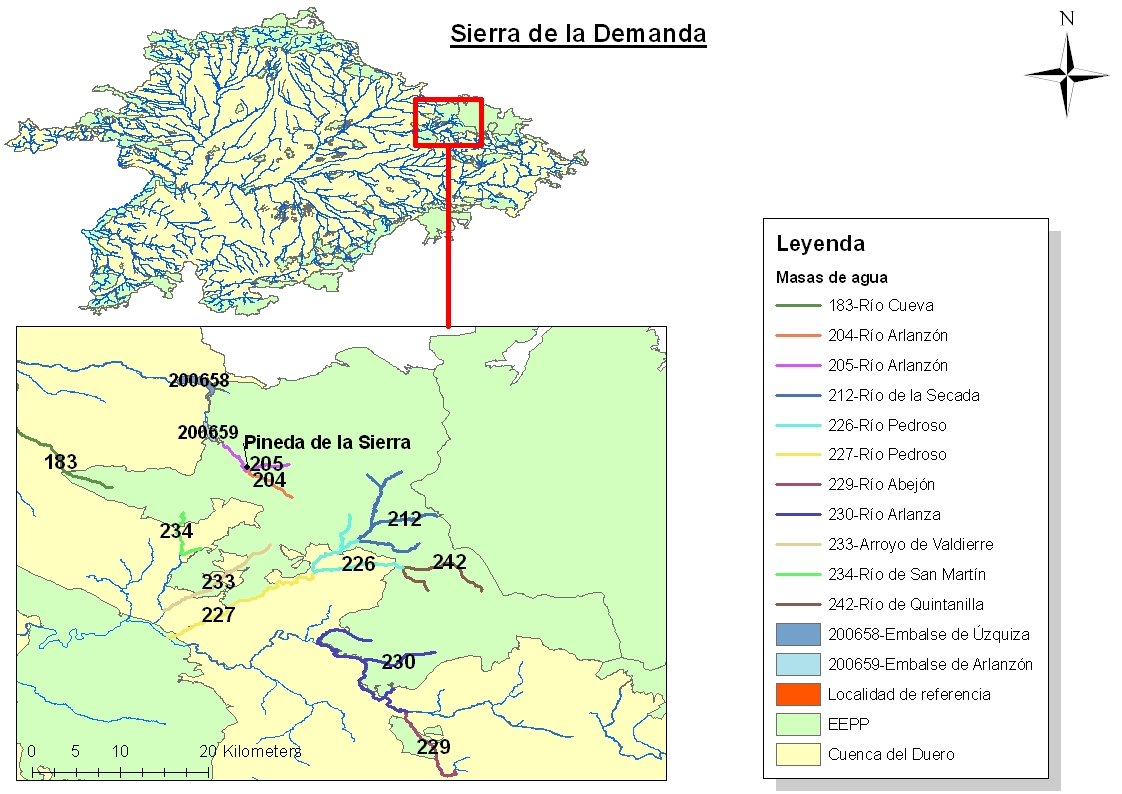 Sierra de la Demanda
N
200658
200659
Pineda de la Sierra
183
205
204
234
212
226
242
233
227
230
229
0 5 10 20 Kilometers
Leyenda
Masas de agua
183-Río Cueva
204-Río Arlanzón
205-Río Arlanzón
212-Río de la Secada
226-Río Pedroso
227-Río Pedroso
229-Río Abejón
230-Río Arlanza
233-Arroyo de Valdierre
234-Río de San Martín
242-Río de Quintanilla
200658-Embalse de Úzquiza
200659-Embalse de Arlanzón
Localidad de referencia
EEPP
Cuenca del Duero